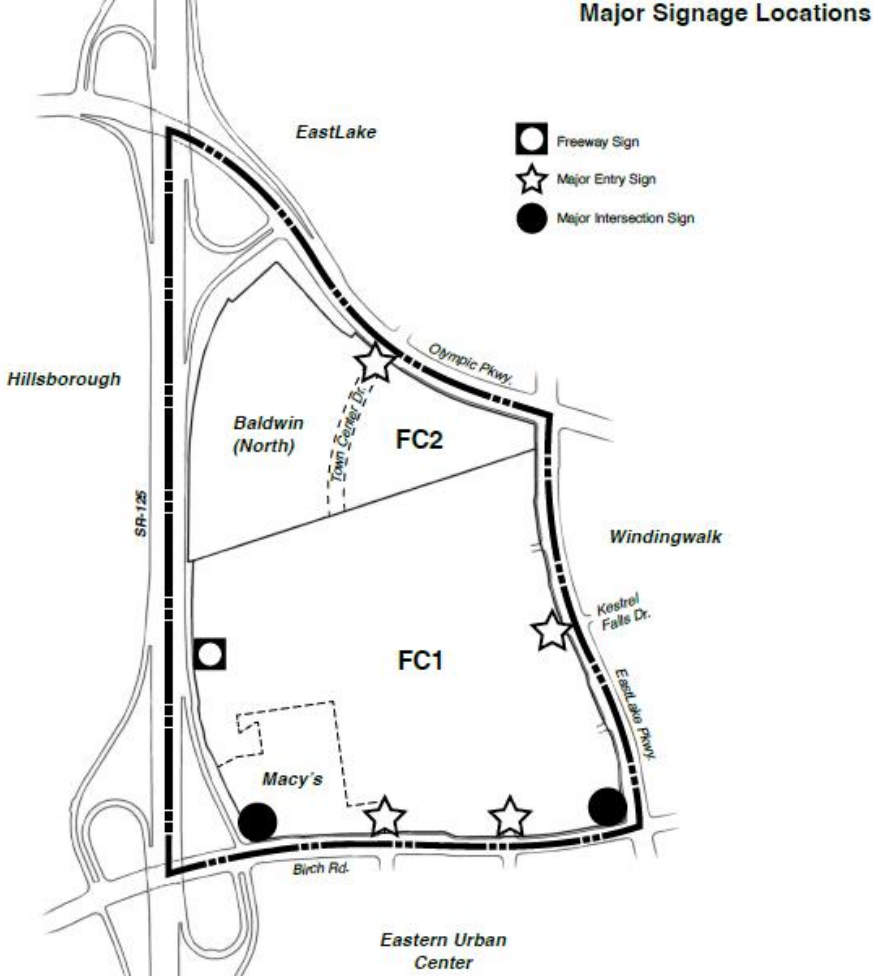 Major Signage Locations
EastLake
Freeway Sign
Major Entry Sign
Major Intersection Sign
Olympic Pkwy.
Hillsborough
Baldwin
(North)
Town Center Dr.
FC2
SR-125
Windingwalk
Kestrel
Falls Dr.
FC1
EastLake Pkwy.
Macy's
Birch Rd.
Eastern Urban
Center